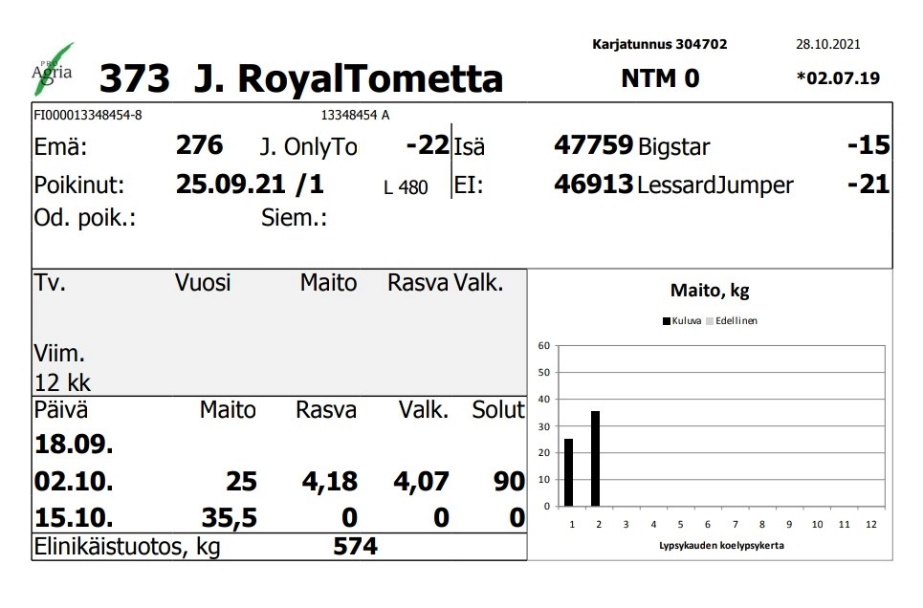 Karjatunnus 304702 28.10.2021
PRO
Agria 373 J. RoyalTometta NTM 0 *02.07.19
FI000013348454-8 13348454 A
Emä: 276 J. OnlyTo -22 Isä 47759 Bigstar -15
Poikinut: 25.09.21 /1 L 480 EI: 46913 LessardJumper -21
Od. poik.: Siem.:
Tv. Vuosi Maito Rasva Valk.
Viim.
12 kk
Päivä Maito Rasva Valk. Solut
18.09.
02.10. 25 4,18 4,07 90
15.10. 35,5 0 0 0
Elinikäistuotos, kg 574
Maito, kg
Kuluva Edellinen
60
50
40
30
20
10
0
1 2 3 4 5 6 7 8 9 10 11 12
Lypsykauden koelypsykerta